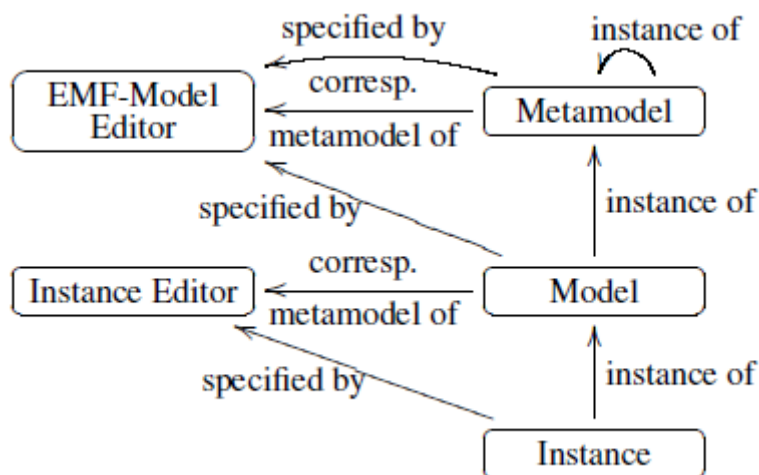 specified by
instance of
EMF-Model
Editor
corresp.
metamodel of
Metamodel
specified by
instance of
Instance Editor
corresp.
metamodel of
Model
specified by
instance of
Instance